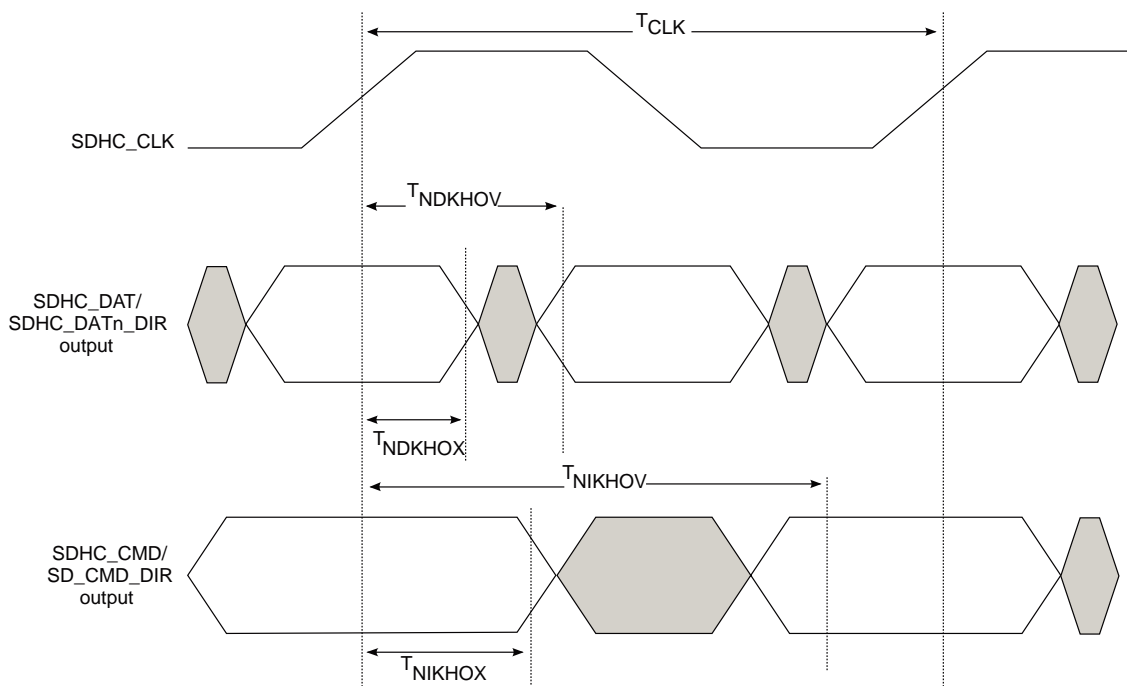 TCLK
SDHC_CLK
TNDKHOV
SDHC_DAT/
SDHC_DATn_DIR
output
TNDKHOX
TNIKHOV
SDHC_CMD/
SD_CMD_DIR
output
TNIKHOX